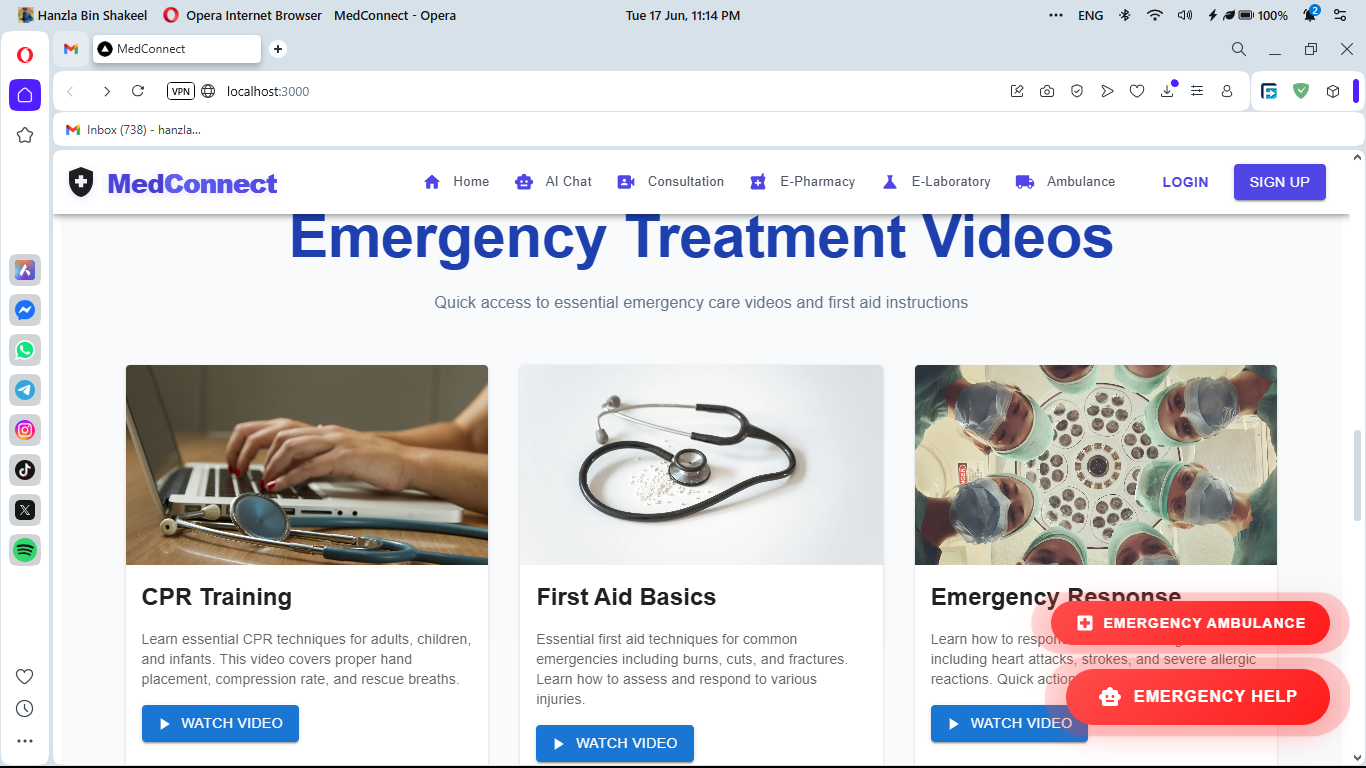 Hanzla Bin Shakeel Opera Internet Browser MedConnect - Opera Tue 17 Jun, 11:14 PM ENG 100% 2
MedConnect
VPN localhost:3000
Inbox (738) - hanzla...
MedConnect Home AI Chat Consultation E-Pharmacy E-Laboratory Ambulance LOGIN SIGN UP
Emergency Treatment Videos
Quick access to essential emergency care videos and first aid instructions
CPR Training
Learn essential CPR techniques for adults, children,
and infants. This video covers proper hand
placement, compression rate, and rescue breaths.
WATCH VIDEO
First Aid Basics
Essential first aid techniques for common
emergencies including burns, cuts, and fractures.
Learn how to assess and respond to various
injuries.
WATCH VIDEO
Emergency Response
Learn how to
including heart attacks, strokes, and severe allergic
reactions. Quick
WATCH VIDEO
EMERGENCY AMBULANCE
EMERGENCY HELP